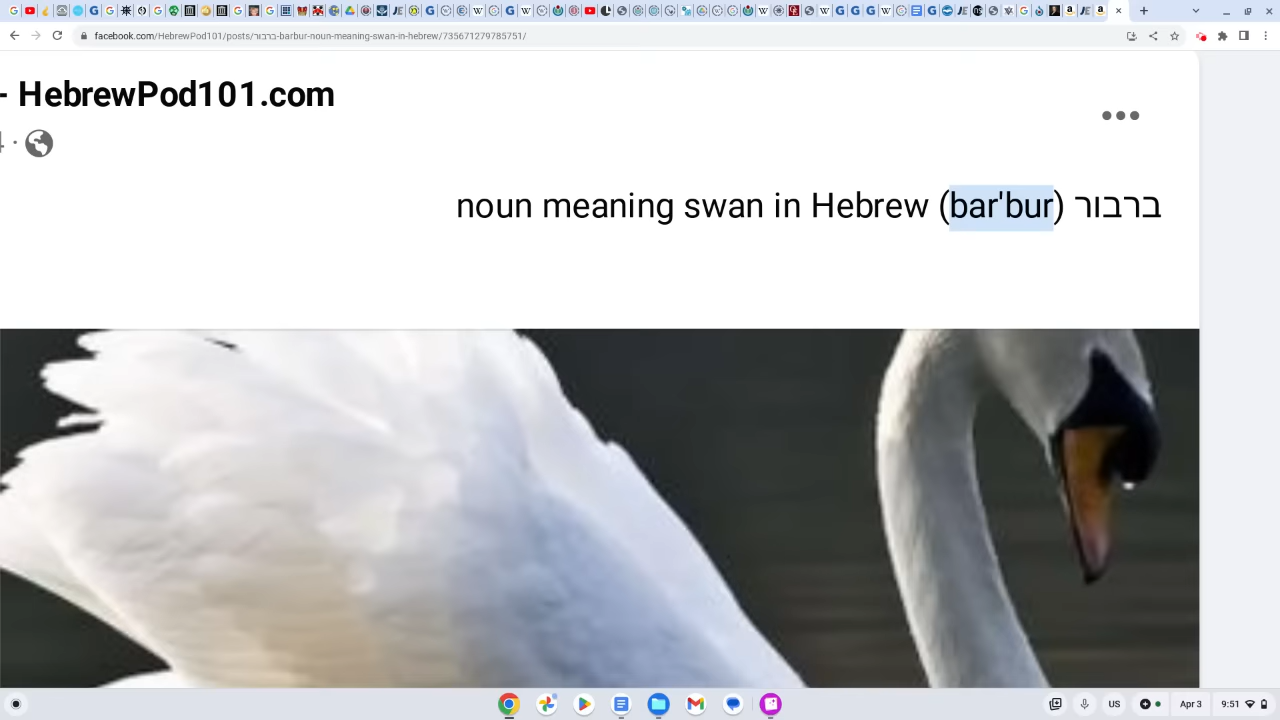 facebook.com/HebrewPod101/posts/ברבור-barbur-noun-meaning-swan-in-hebrew/735671279785751/
- HebrewPod101.com
ברבור (bar'bur) noun meaning swan in Hebrew
US
Apr 3
9:51